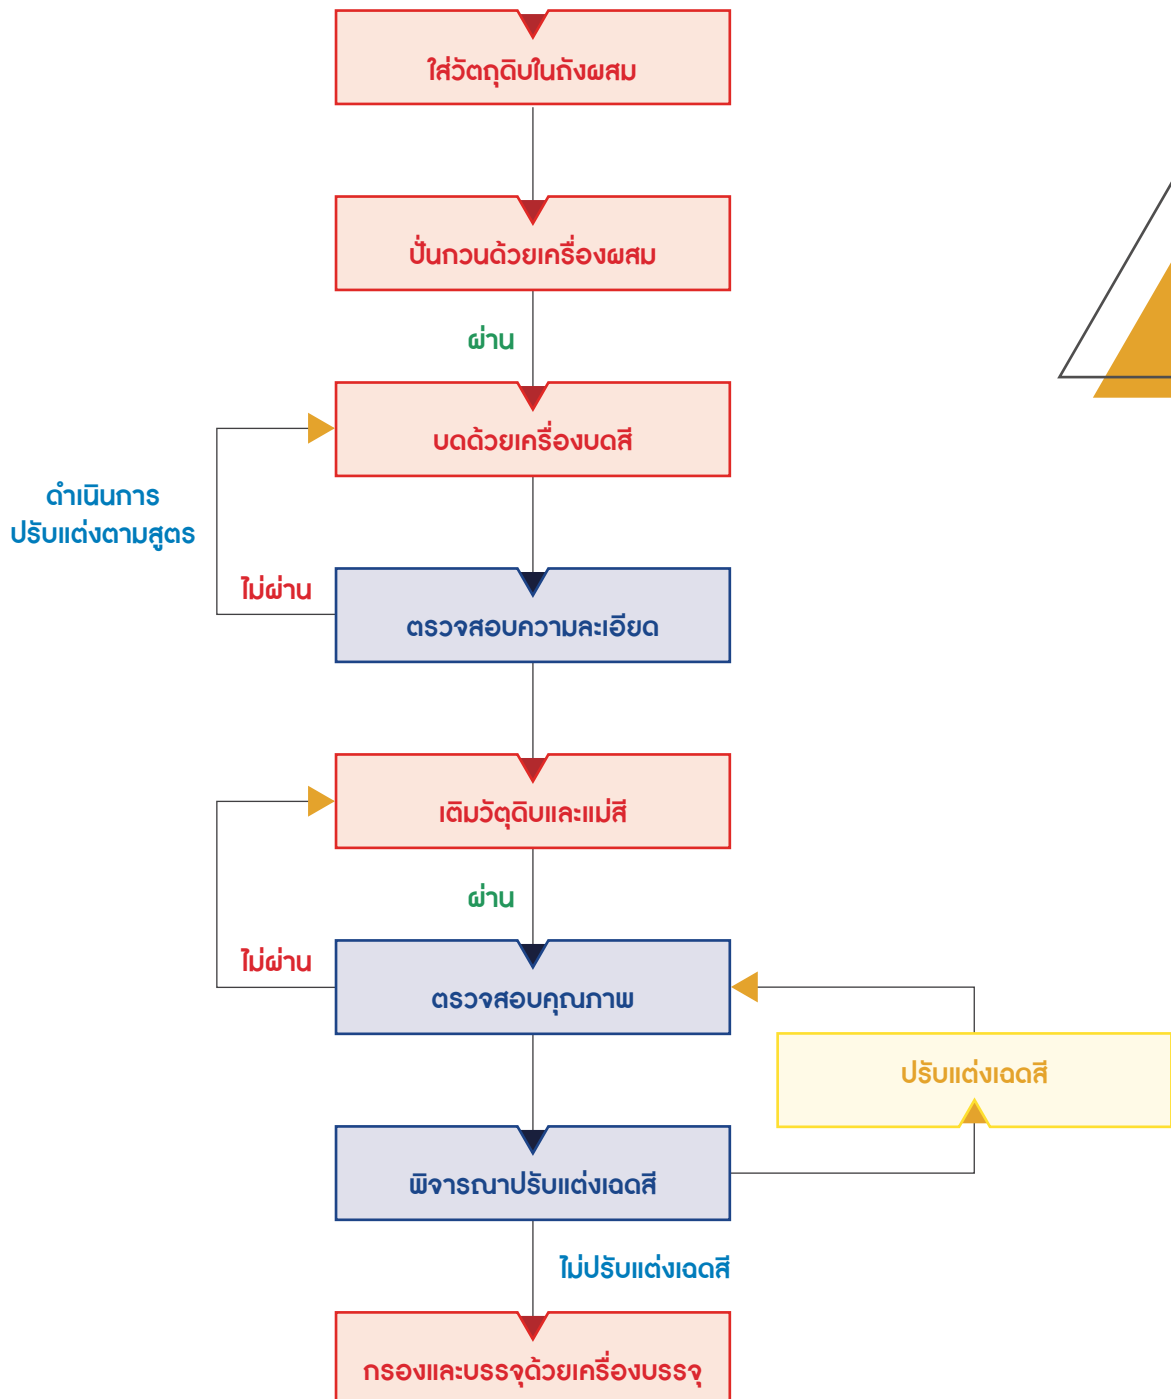 ใส่วัตถุดิบในถังผสม
ปั่นกวนด้วยเครื่องผสม
ผ่าน
บดด้วยเครื่องบดสี
ดำเนินการ
ปรับแต่งตามสูตร
ไม่ผ่าน
ตรวจสอบความละเอียด
เติมวัตุดิบและแม่สี
ผ่าน
ไม่ผ่าน
ตรวจสอบคุณภาพ
ปรับแต่งเฉดสี
พิจารณาปรับแต่งเฉดสี
ไม่ปรับแต่งเฉดสี
กรองและบรรจุด้วยเครื่องบรรจุ